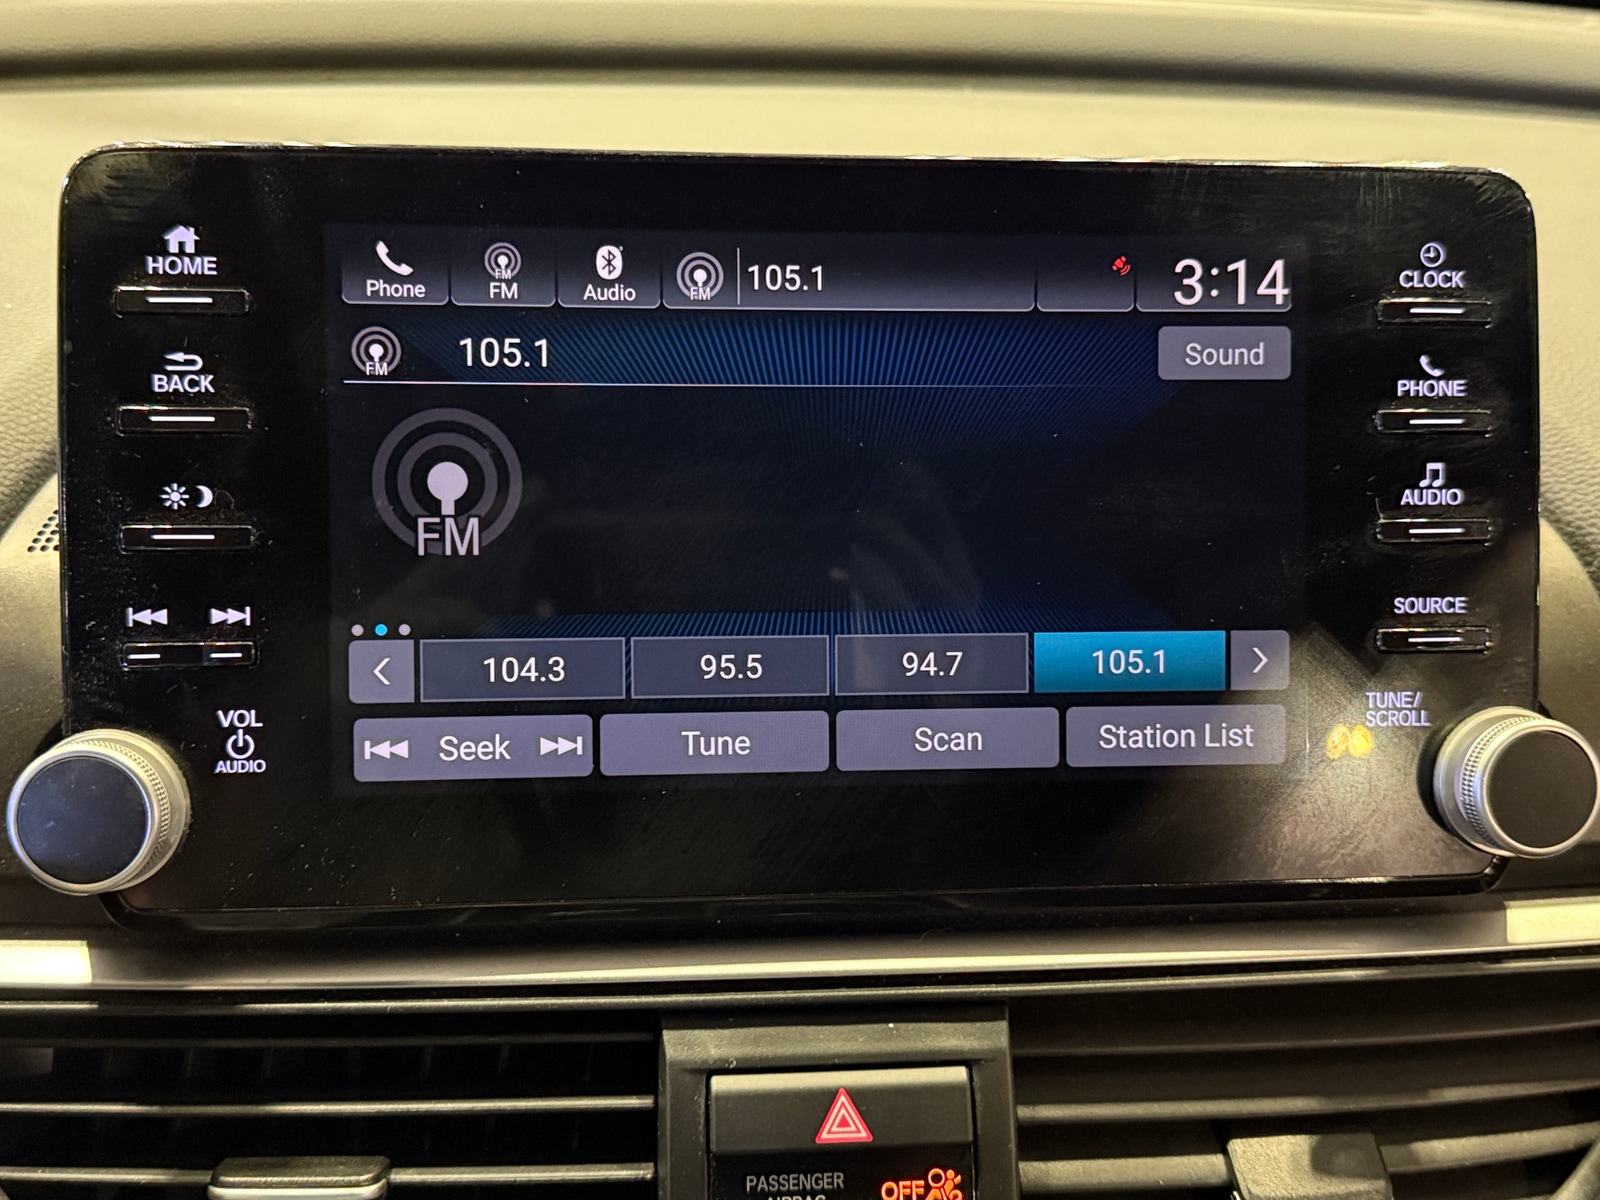 HOME
BACK
VOL
AUDIO
Phone
FM
FM
Audio
FM
105.1
3:14
FM
105.1
Sound
FM
104.3
95.5
94.7
105.1
Seek
Tune
Scan
Station List
CLOCK
PHONE
AUDIO
SOURCE
TUNE/
SCROLL
PASSENGER
AIRBAG
OFF